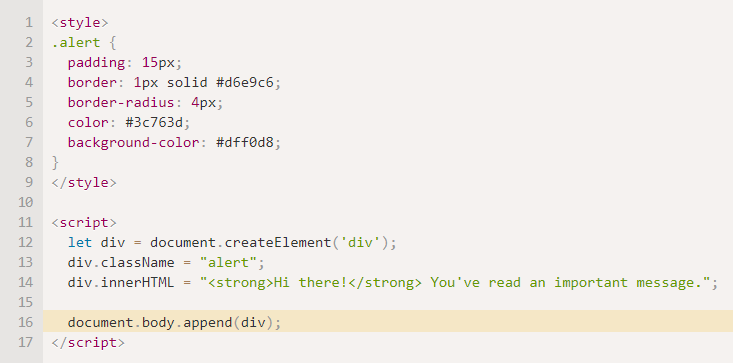 1 <style>
2 .alert {
3   padding: 15px;
4   border: 1px solid #d6e9c6;
5   border-radius: 4px;
6   color: #3c763d;
7   background-color: #dff0d8;
8 }
9 </style>
10
11 <script>
12   let div = document.createElement('div');
13   div.className = "alert";
14   div.innerHTML = "<strong>Hi there!</strong> You've read an important message.";
15
16   document.body.append(div);
17 </script>